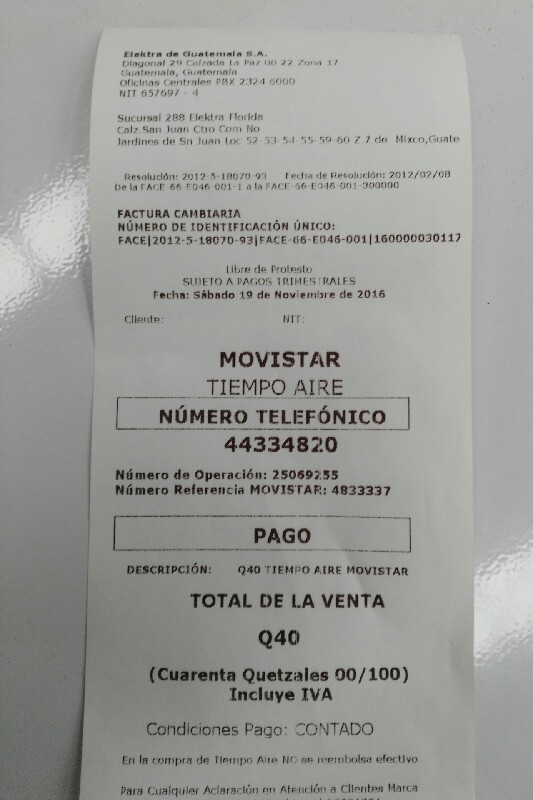 Elektra de Guatemala S.A.
Diagonal 29 Calzada La Paz 00 22 Zona 17
Guatemala, Guatemala
Oficinas Centrales PBX 2324 6000
NIT 657697 - 4
Sucursal 288 Elektra Florida
Calz San Juan Ctro Com No
Jardines de Sn Juan Loc 52-53-54-55-59-60 Z 7 de Mixco,Guate
Resolución: 2012-5-18070-93 Fecha de Resolución: 2012/02/08
De la FACE-66-E046-001-1 a la FACE-66-E046-001-300000
FACTURA CAMBIARIA
NÚMERO DE IDENTIFICACIÓN ÚNICO:
FACE|2012-5-18070-93|FACE-66-E046-001|160000030117
Libre de Protesto
SUJETO A PAGOS TRIMESTRALES
Fecha: Sábado 19 de Noviembre de 2016
Cliente: NIT:
MOVISTAR
TIEMPO AIRE
NÚMERO TELEFÓNICO
44334820
Número de Operación: 25069255
Número Referencia MOVISTAR: 4833337
PAGO
DESCRIPCIÓN: Q40 TIEMPO AIRE MOVISTAR
TOTAL DE LA VENTA
Q40
(Cuarenta Quetzales 00/100)
Incluye IVA
Condiciones Pago: CONTADO
En la compra de Tiempo Aire NO se reembolsa efectivo
Para Cualquier Aclaración en Atención a Clientes Marca